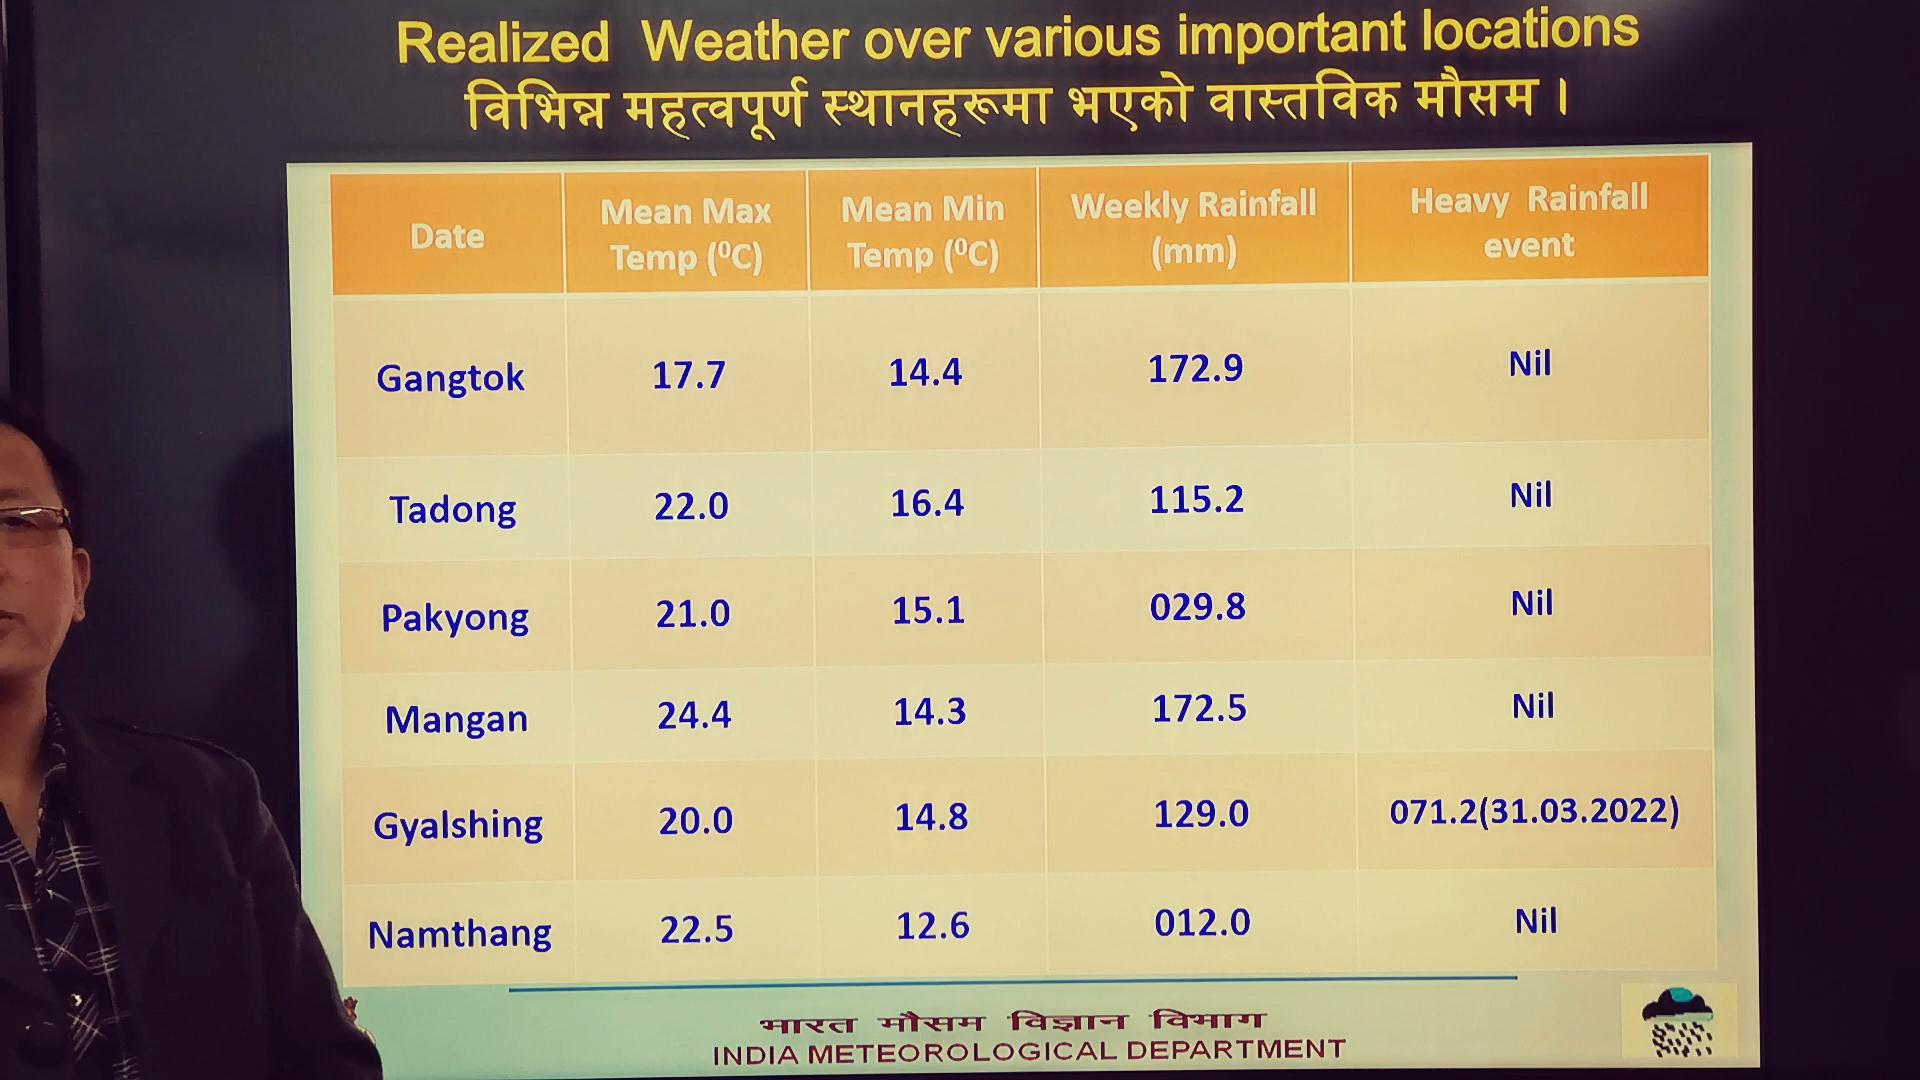 Realized Weather over various important locations
विभिन्न महत्वपूर्ण स्थानहरूमा भएको वास्तविक मौसम ।
Date Mean Max Temp (⁰C) Mean Min Temp (⁰C) Weekly Rainfall (mm) Heavy Rainfall event
Gangtok 17.7 14.4 172.9 Nil
Tadong 22.0 16.4 115.2 Nil
Pakyong 21.0 15.1 029.8 Nil
Mangan 24.4 14.3 172.5 Nil
Gyalshing 20.0 14.8 129.0 071.2(31.03.2022)
Namthang 22.5 12.6 012.0 Nil
भारत मौसम विज्ञान विभाग
INDIA METEOROLOGICAL DEPARTMENT